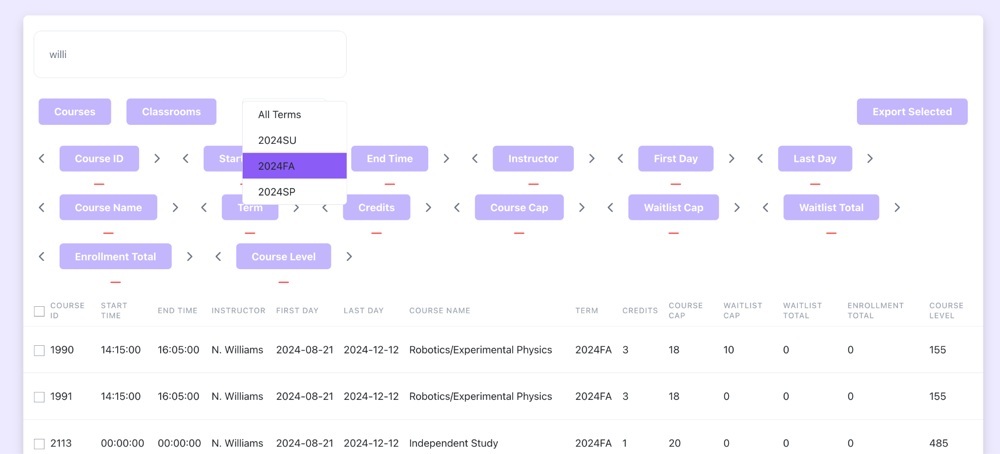 willi
Courses Classrooms All Terms Export Selected
2024SU
Course ID Start End Time Instructor First Day Last Day
2024FA
2024SP
Course Name Term Credits Course Cap Waitlist Cap Waitlist Total
Enrollment Total Course Level
COURSE ID START TIME END TIME INSTRUCTOR FIRST DAY LAST DAY COURSE NAME TERM CREDITS COURSE CAP WAITLIST CAP WAITLIST TOTAL ENROLLMENT TOTAL COURSE LEVEL
1990 14:15:00 16:05:00 N. Williams 2024-08-21 2024-12-12 Robotics/Experimental Physics 2024FA 3 18 10 0 0 155
1991 14:15:00 16:05:00 N. Williams 2024-08-21 2024-12-12 Robotics/Experimental Physics 2024FA 3 18 0 0 0 155
2113 00:00:00 00:00:00 N. Williams 2024-08-21 2024-12-12 Independent Study 2024FA 1 20 0 0 0 485